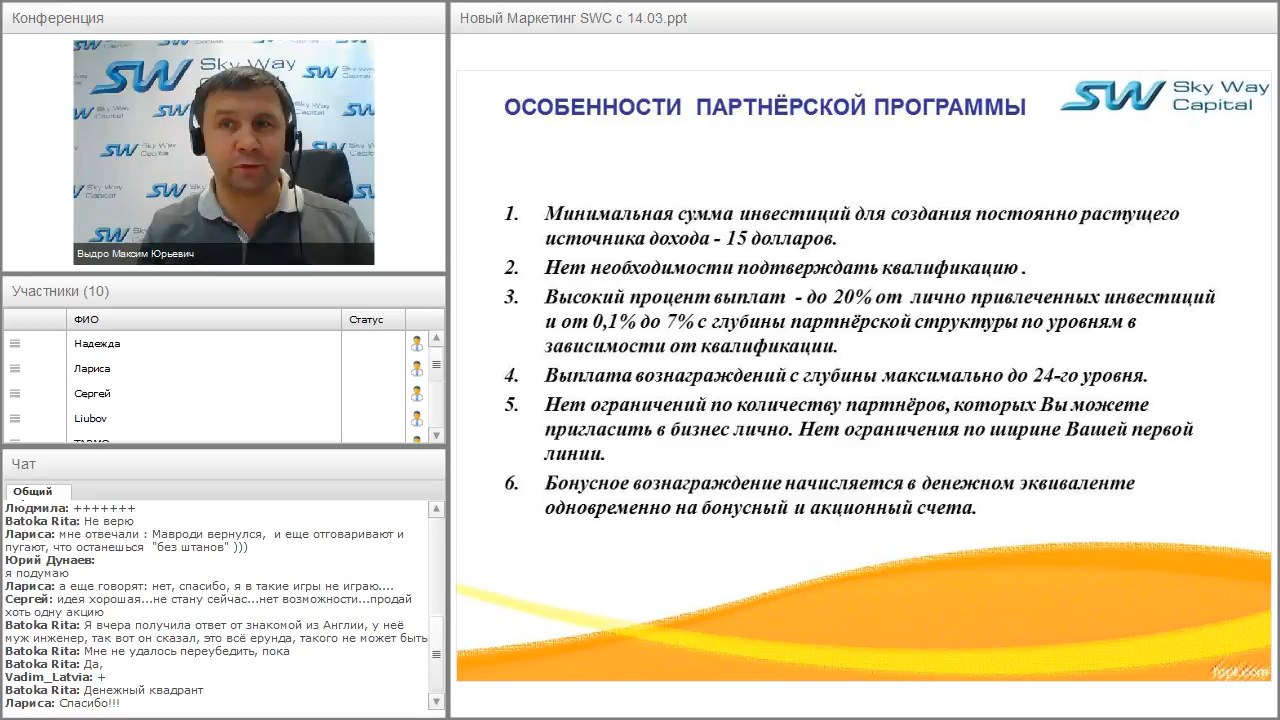 Конференция
Sky Way
Capital
Выдро Максим Юрьевич
Участники (10)
ФИО
Статус
Надежда
Лариса
Сергей
Liubov
Чат
Общий
Людмила: +++++++
Batoka Rita: Не верю
Лариса: мне отвечали : Мавроди вернулся, и еще отговаривают и
пугают, что останешься "без штанов" )))
Юрий Дунаев:
я подумаю
Лариса: а еще говорят: нет, спасибо, я в такие игры не играю....
Сергей: идея хорошая...не стану сейчас...нет возможности...продай
хоть одну акцию
Batoka Rita: Я вчера получила ответ от знакомой из Англии, у неё
муж инженер, так вот он сказал, это всё ерунда, такого не может быть
Batoka Rita: Мне не удалось переубедить, пока
Batoka Rita: Да,
Vadim_Latvia: +
Batoka Rita: Денежный квадрант
Лариса: Спасибо!!!
Новый Маркетинг SWC с 14.03.ppt
ОСОБЕННОСТИ ПАРТНЁРСКОЙ ПРОГРАММЫ
SW Sky Way
Capital
1. Минимальная сумма инвестиций для создания постоянно растущего
источника дохода - 15 долларов.
2. Нет необходимости подтверждать квалификацию .
3. Высокий процент выплат - до 20% от лично привлеченных инвестиций
и от 0,1% до 7% с глубины партнёрской структуры по уровням в
зависимости от квалификации.
4. Выплата вознаграждений с глубины максимально до 24-го уровня.
5. Нет ограничений по количеству партнёров, которых Вы можете
пригласить в бизнес лично. Нет ограничения по ширине Вашей первой
линии.
6. Бонусное вознаграждение начисляется в денежном эквиваленте
одновременно на бонусный и акционный счета.
fppt.com